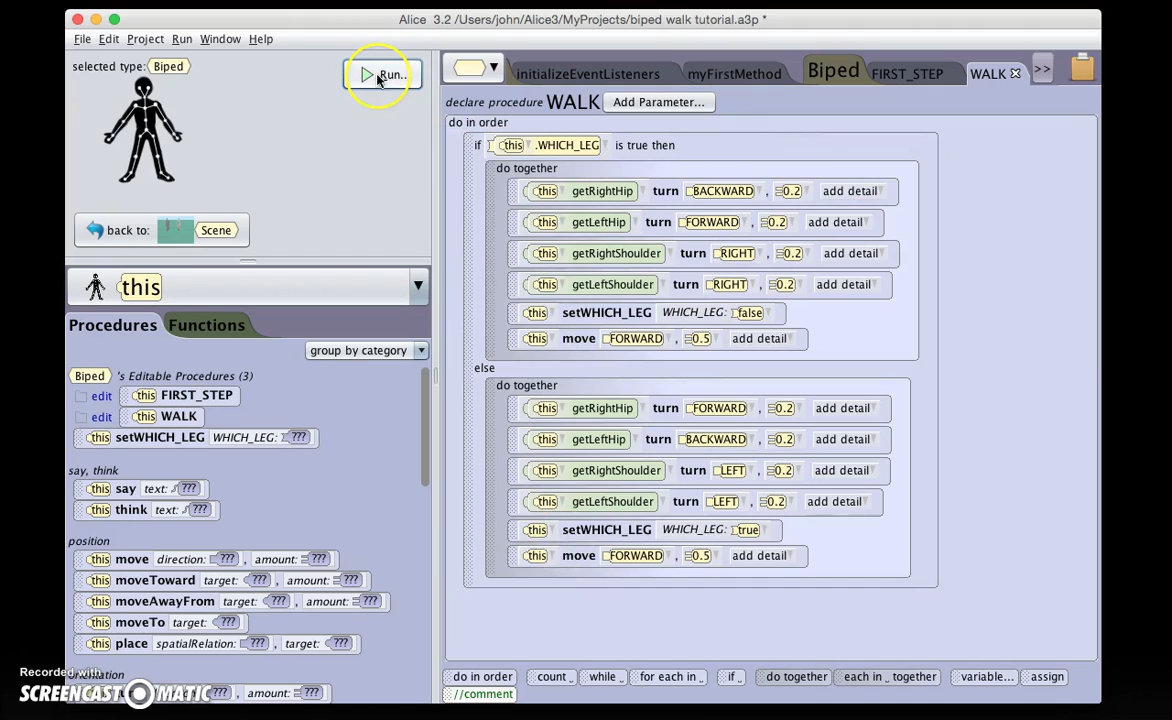 Alice 3.2 /Users/john/Alice3/MyProjects/biped walk tutorial.a3p *
File Edit Project Run Window Help
selected type: Biped
Run...
back to: Scene
this
Procedures Functions
group by category
Biped 's Editable Procedures (3)
edit this FIRST_STEP
edit this WALK
this setWHICH_LEG WHICH_LEG: ???
say, think
this say text: ???
this think text: ???
position
this move direction: ??? , amount: ???
this moveToward target: ??? , amount: ???
this moveAwayFrom target: ??? , amount: ???
this moveTo target: ???
this place spatialRelation: ??? , target: ???
orientation
??? , amount: ???
initializeEventListeners myFirstMethod Biped FIRST_STEP WALK >>
declare procedure WALK Add Parameter...
do in order
if this .WHICH_LEG is true then
do together
this getRightHip turn BACKWARD , 0.2 add detail
this getLeftHip turn FORWARD , 0.2 add detail
this getRightShoulder turn RIGHT , 0.2 add detail
this getLeftShoulder turn RIGHT , 0.2 add detail
this setWHICH_LEG WHICH_LEG: false
this move FORWARD , 0.5 add detail
else
do together
this getRightHip turn FORWARD , 0.2 add detail
this getLeftHip turn BACKWARD , 0.2 add detail
this getRightShoulder turn LEFT , 0.2 add detail
this getLeftShoulder turn LEFT , 0.2 add detail
this setWHICH_LEG WHICH_LEG: true
this move FORWARD , 0.5 add detail
do in order count _ while _ for each in _ if _ do together each in _ together variable... assign
//comment
Recorded with
SCREENCAST-O-MATIC